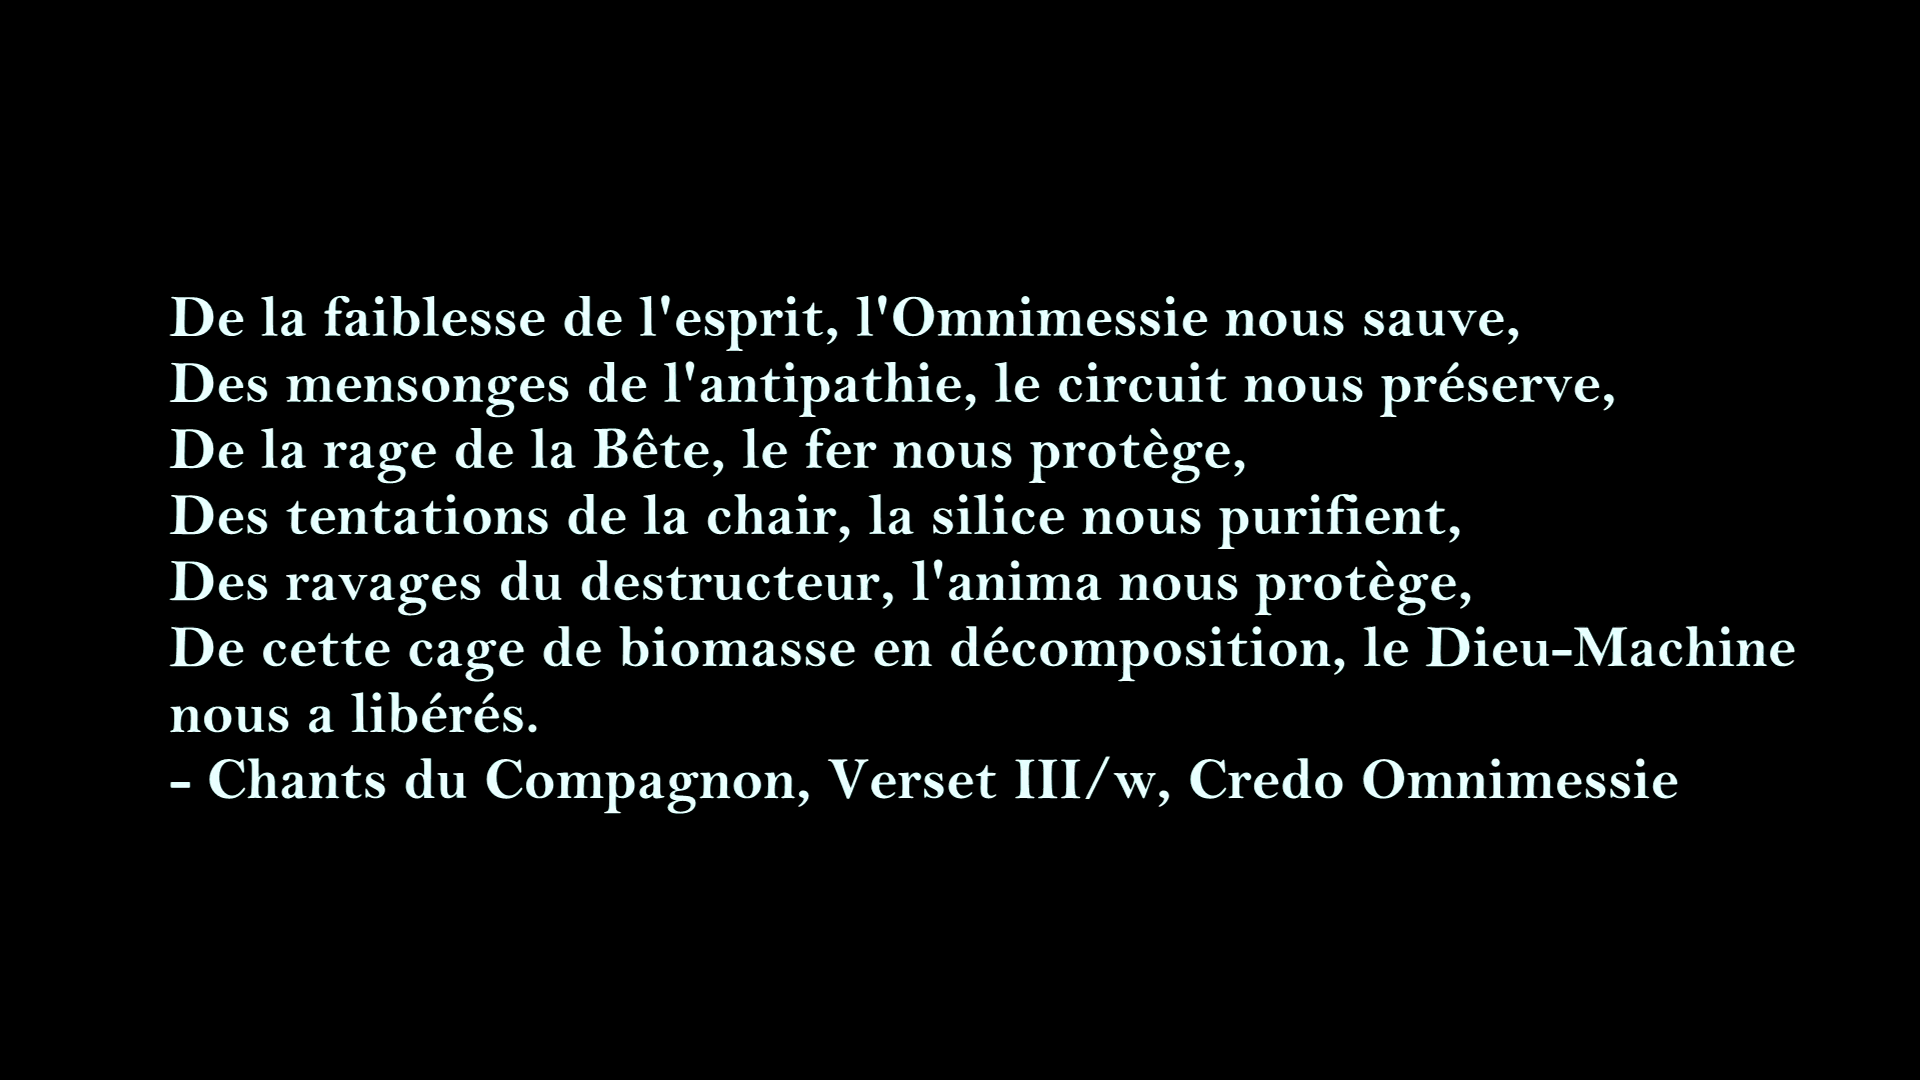 De la faiblesse de l'esprit, l'Omnimessie nous sauve,
Des mensonges de l'antipathie, le circuit nous préserve,
De la rage de la Bête, le fer nous protège,
Des tentations de la chair, la silice nous purifient,
Des ravages du destructeur, l'anima nous protège,
De cette cage de biomasse en décomposition, le Dieu-Machine
nous a libérés.
- Chants du Compagnon, Verset III/w, Credo Omnimessie